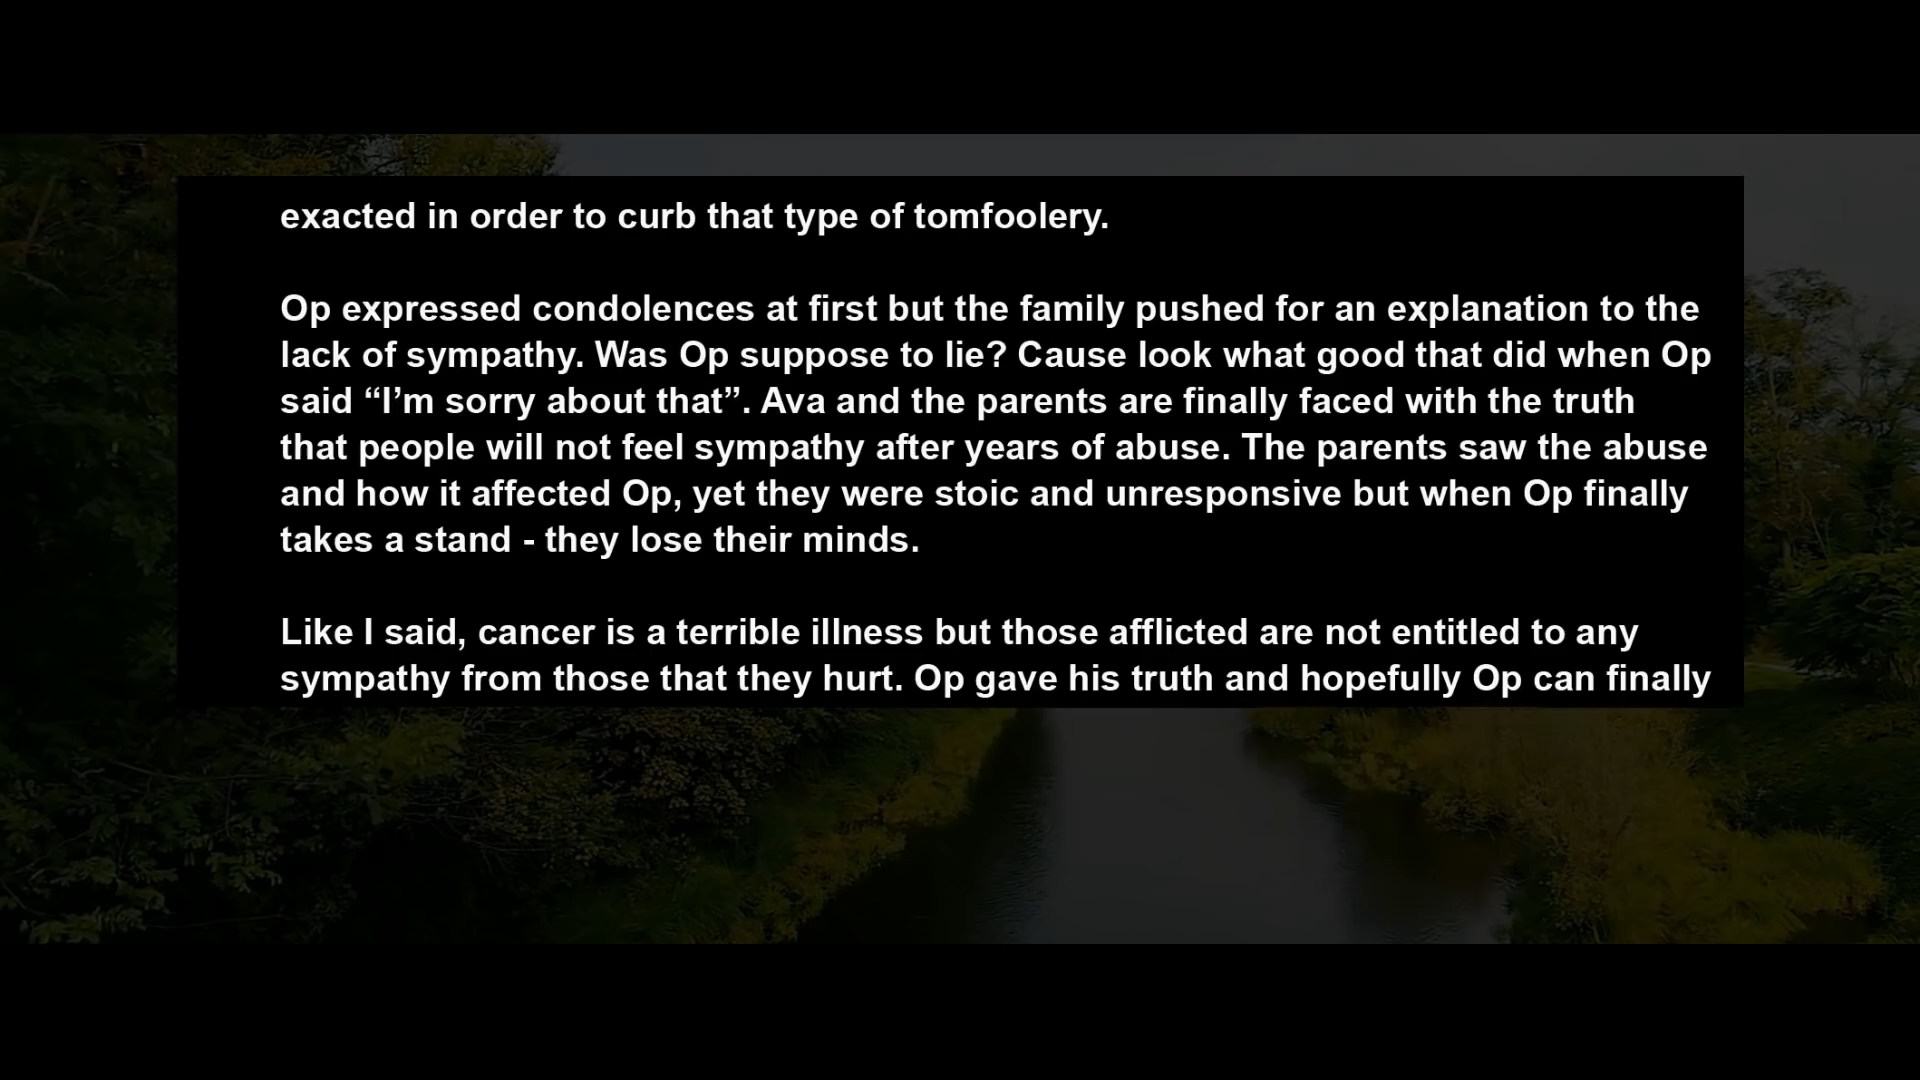 exacted in order to curb that type of tomfoolery.
Op expressed condolences at first but the family pushed for an explanation to the
lack of sympathy. Was Op suppose to lie? Cause look what good that did when Op
said “I’m sorry about that”. Ava and the parents are finally faced with the truth
that people will not feel sympathy after years of abuse. The parents saw the abuse
and how it affected Op, yet they were stoic and unresponsive but when Op finally
takes a stand - they lose their minds.
Like I said, cancer is a terrible illness but those afflicted are not entitled to any
sympathy from those that they hurt. Op gave his truth and hopefully Op can finally